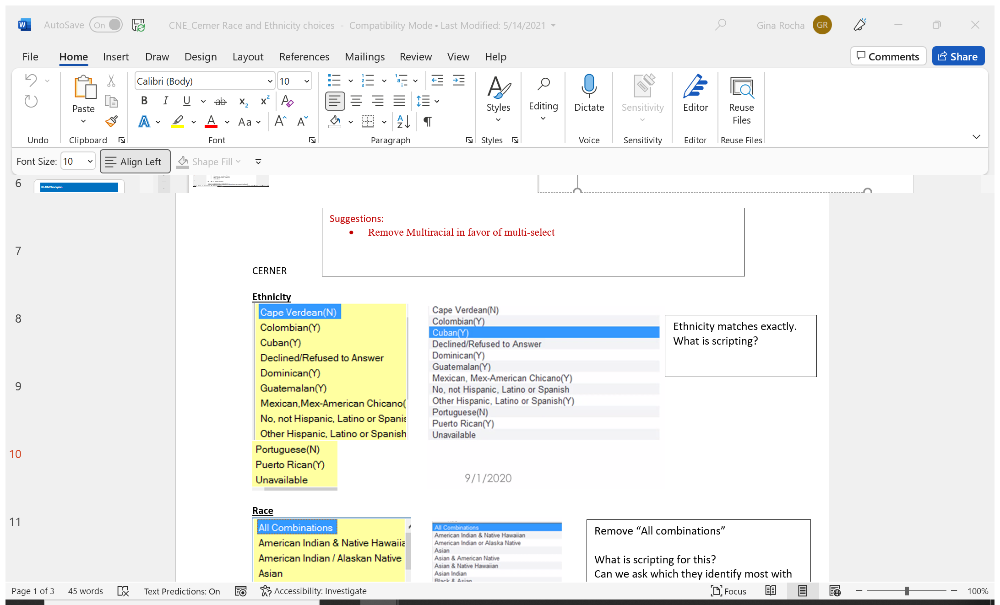 AutoSave On CNE_Cerner Race and Ethnicity choices - Compatibility Mode • Last Modified: 5/14/2021 Gina Rocha GR
File Home Insert Draw Design Layout References Mailings Review View Help Comments Share
Calibri (Body) 10
Paste Styles Editing Dictate Sensitivity Editor Reuse Files
Undo Clipboard Font Paragraph Styles Voice Sensitivity Editor Reuse Files
Font Size: 10 Align Left Shape Fill
6
RI AIM Workplan
Suggestions:
• Remove Multiracial in favor of multi-select
7
CERNER
Ethnicity
Cape Verdean(N)
Colombian(Y)
Cuban(Y)
Declined/Refused to Answer
Dominican(Y)
Guatemalan(Y)
Mexican,Mex-American Chicano(
No, not Hispanic, Latino or Spanis
Other Hispanic, Latino or Spanish
Portuguese(N)
Puerto Rican(Y)
Unavailable
Cape Verdean(N)
Colombian(Y)
Cuban(Y)
Declined/Refused to Answer
Dominican(Y)
Guatemalan(Y)
Mexican, Mex-American Chicano(Y)
No, not Hispanic, Latino or Spanish
Other Hispanic, Latino or Spanish(Y)
Portuguese(N)
Puerto Rican(Y)
Unavailable
9/1/2020
Ethnicity matches exactly.
What is scripting?
8
9
10
11
Race
All Combinations
American Indian & Native Hawaiia
American Indian / Alaskan Native
Asian
All Combinations
American Indian & Native Hawaiian
American Indian or Alaska Native
Asian
Asian & American Native
Asian & Native Hawaiian
Asian Indian
Black & Asian
Remove “All combinations”
What is scripting for this?
Can we ask which they identify most with
Page 1 of 3 45 words Text Predictions: On Accessibility: Investigate Focus 100%